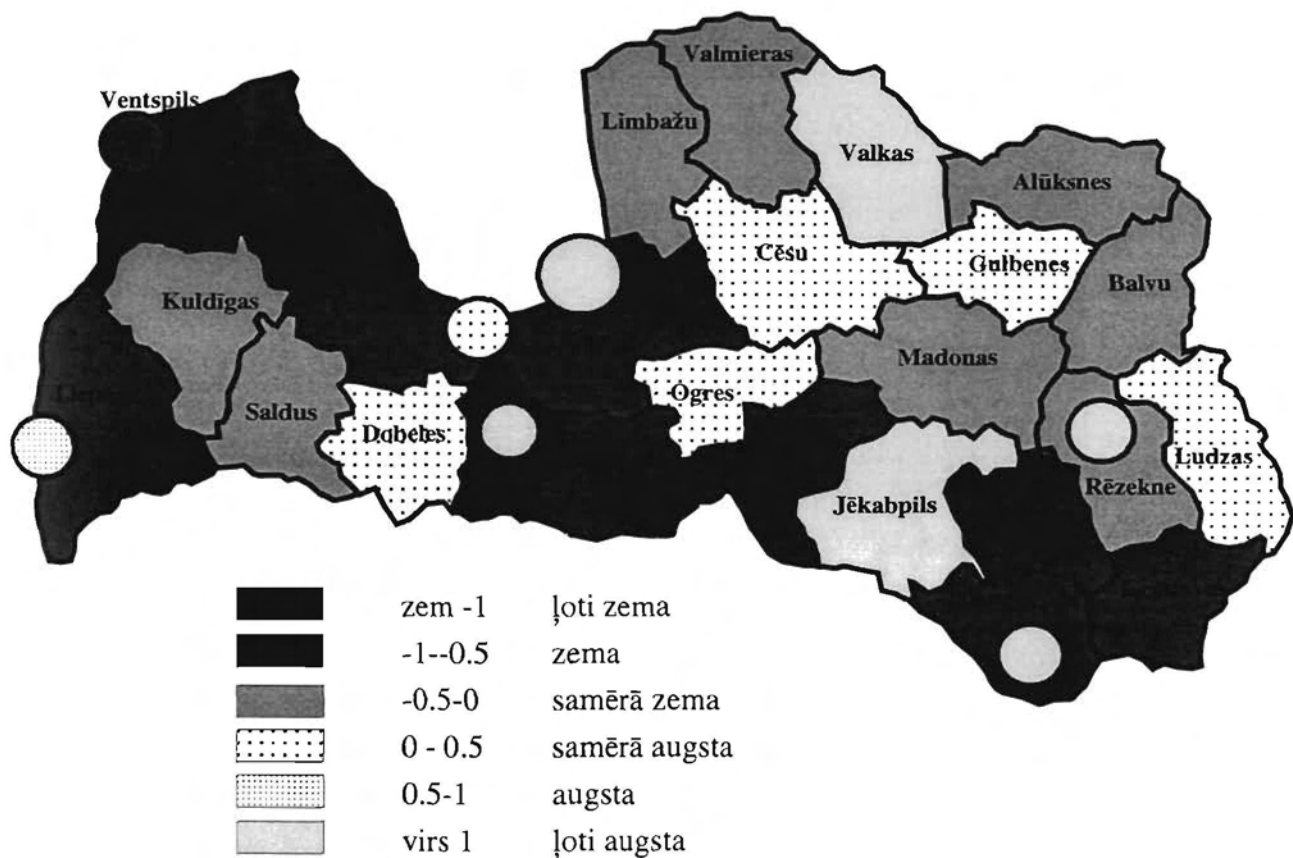 Ventspils
Valmieras
Limbažu
Valkas
Alūksnes
Cēsu
Gulbenes
Balvu
Kuldīgas
Madonas
Ogres
Saldus
Dobeles
Ludzas
Rēzekne
Jēkabpils
zem -1 ļoti zema
-1--0.5 zema
-0.5-0 samērā zema
0 - 0.5 samērā augsta
0.5-1 augsta
virs 1 ļoti augsta